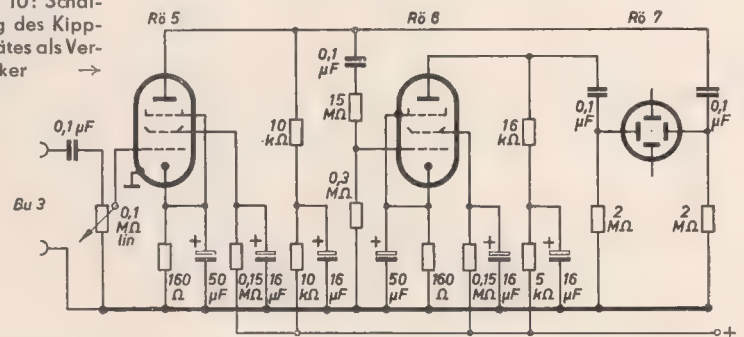 10: Schal-
g des Kipp-
ätes als Ver-
ker →
Rö 5
Rö 6
Rö 7
0,1 µF
Bu 3
0,1
MΩ
lin
160
Ω
50
µF
0,15
MΩ
16
µF
10
kΩ
10
kΩ
16
µF
0,1
µF
15
MΩ
0,3
MΩ
50
µF
160
Ω
0,15
MΩ
16
µF
16
kΩ
5
kΩ
16
µF
0,1
µF
2
MΩ
0,1
µF
2
MΩ
+
+
+
+
+
+
+